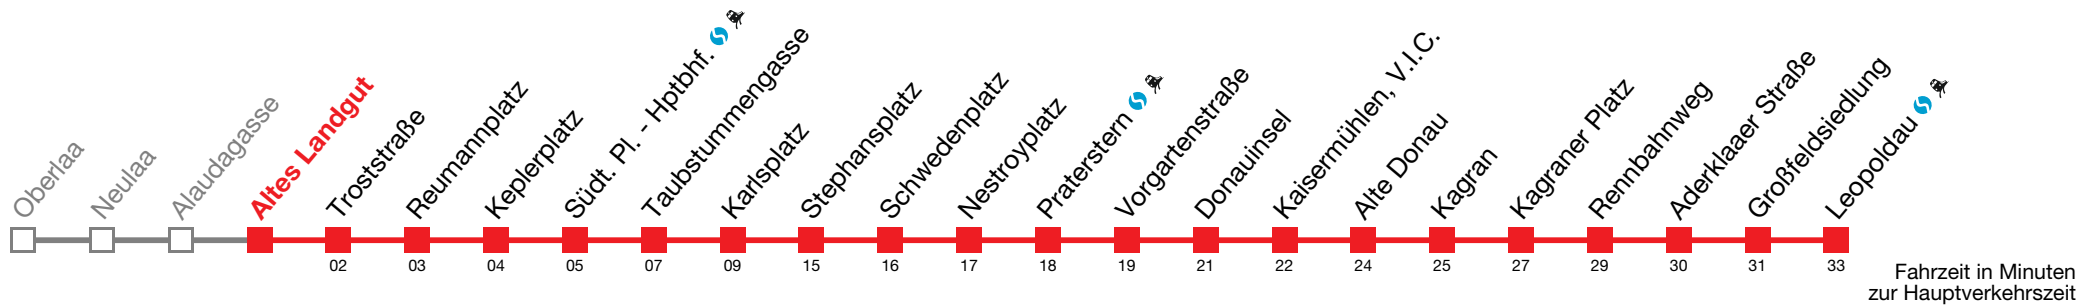 Oberlaa
Neulaa
Alaudagasse
Altes Landgut
Troststraße
Reumannplatz
Keplerplatz
Südt. Pl. - Hptbhf.
Taubstummengasse
Karlsplatz
Stephansplatz
Schwedenplatz
Nestroyplatz
Praterstern
Vorgartenstraße
Donauinsel
Kaisermühlen, V.I.C.
Alte Donau
Kagran
Kagraner Platz
Rennbahnweg
Aderklaaer Straße
Großfeldsiedlung
Leopoldau
02 03 04 05 07 09 15 16 17 18 19 21 22 24 25 27 29 30 31 33
Fahrzeit in Minuten
zur Hauptverkehrszeit